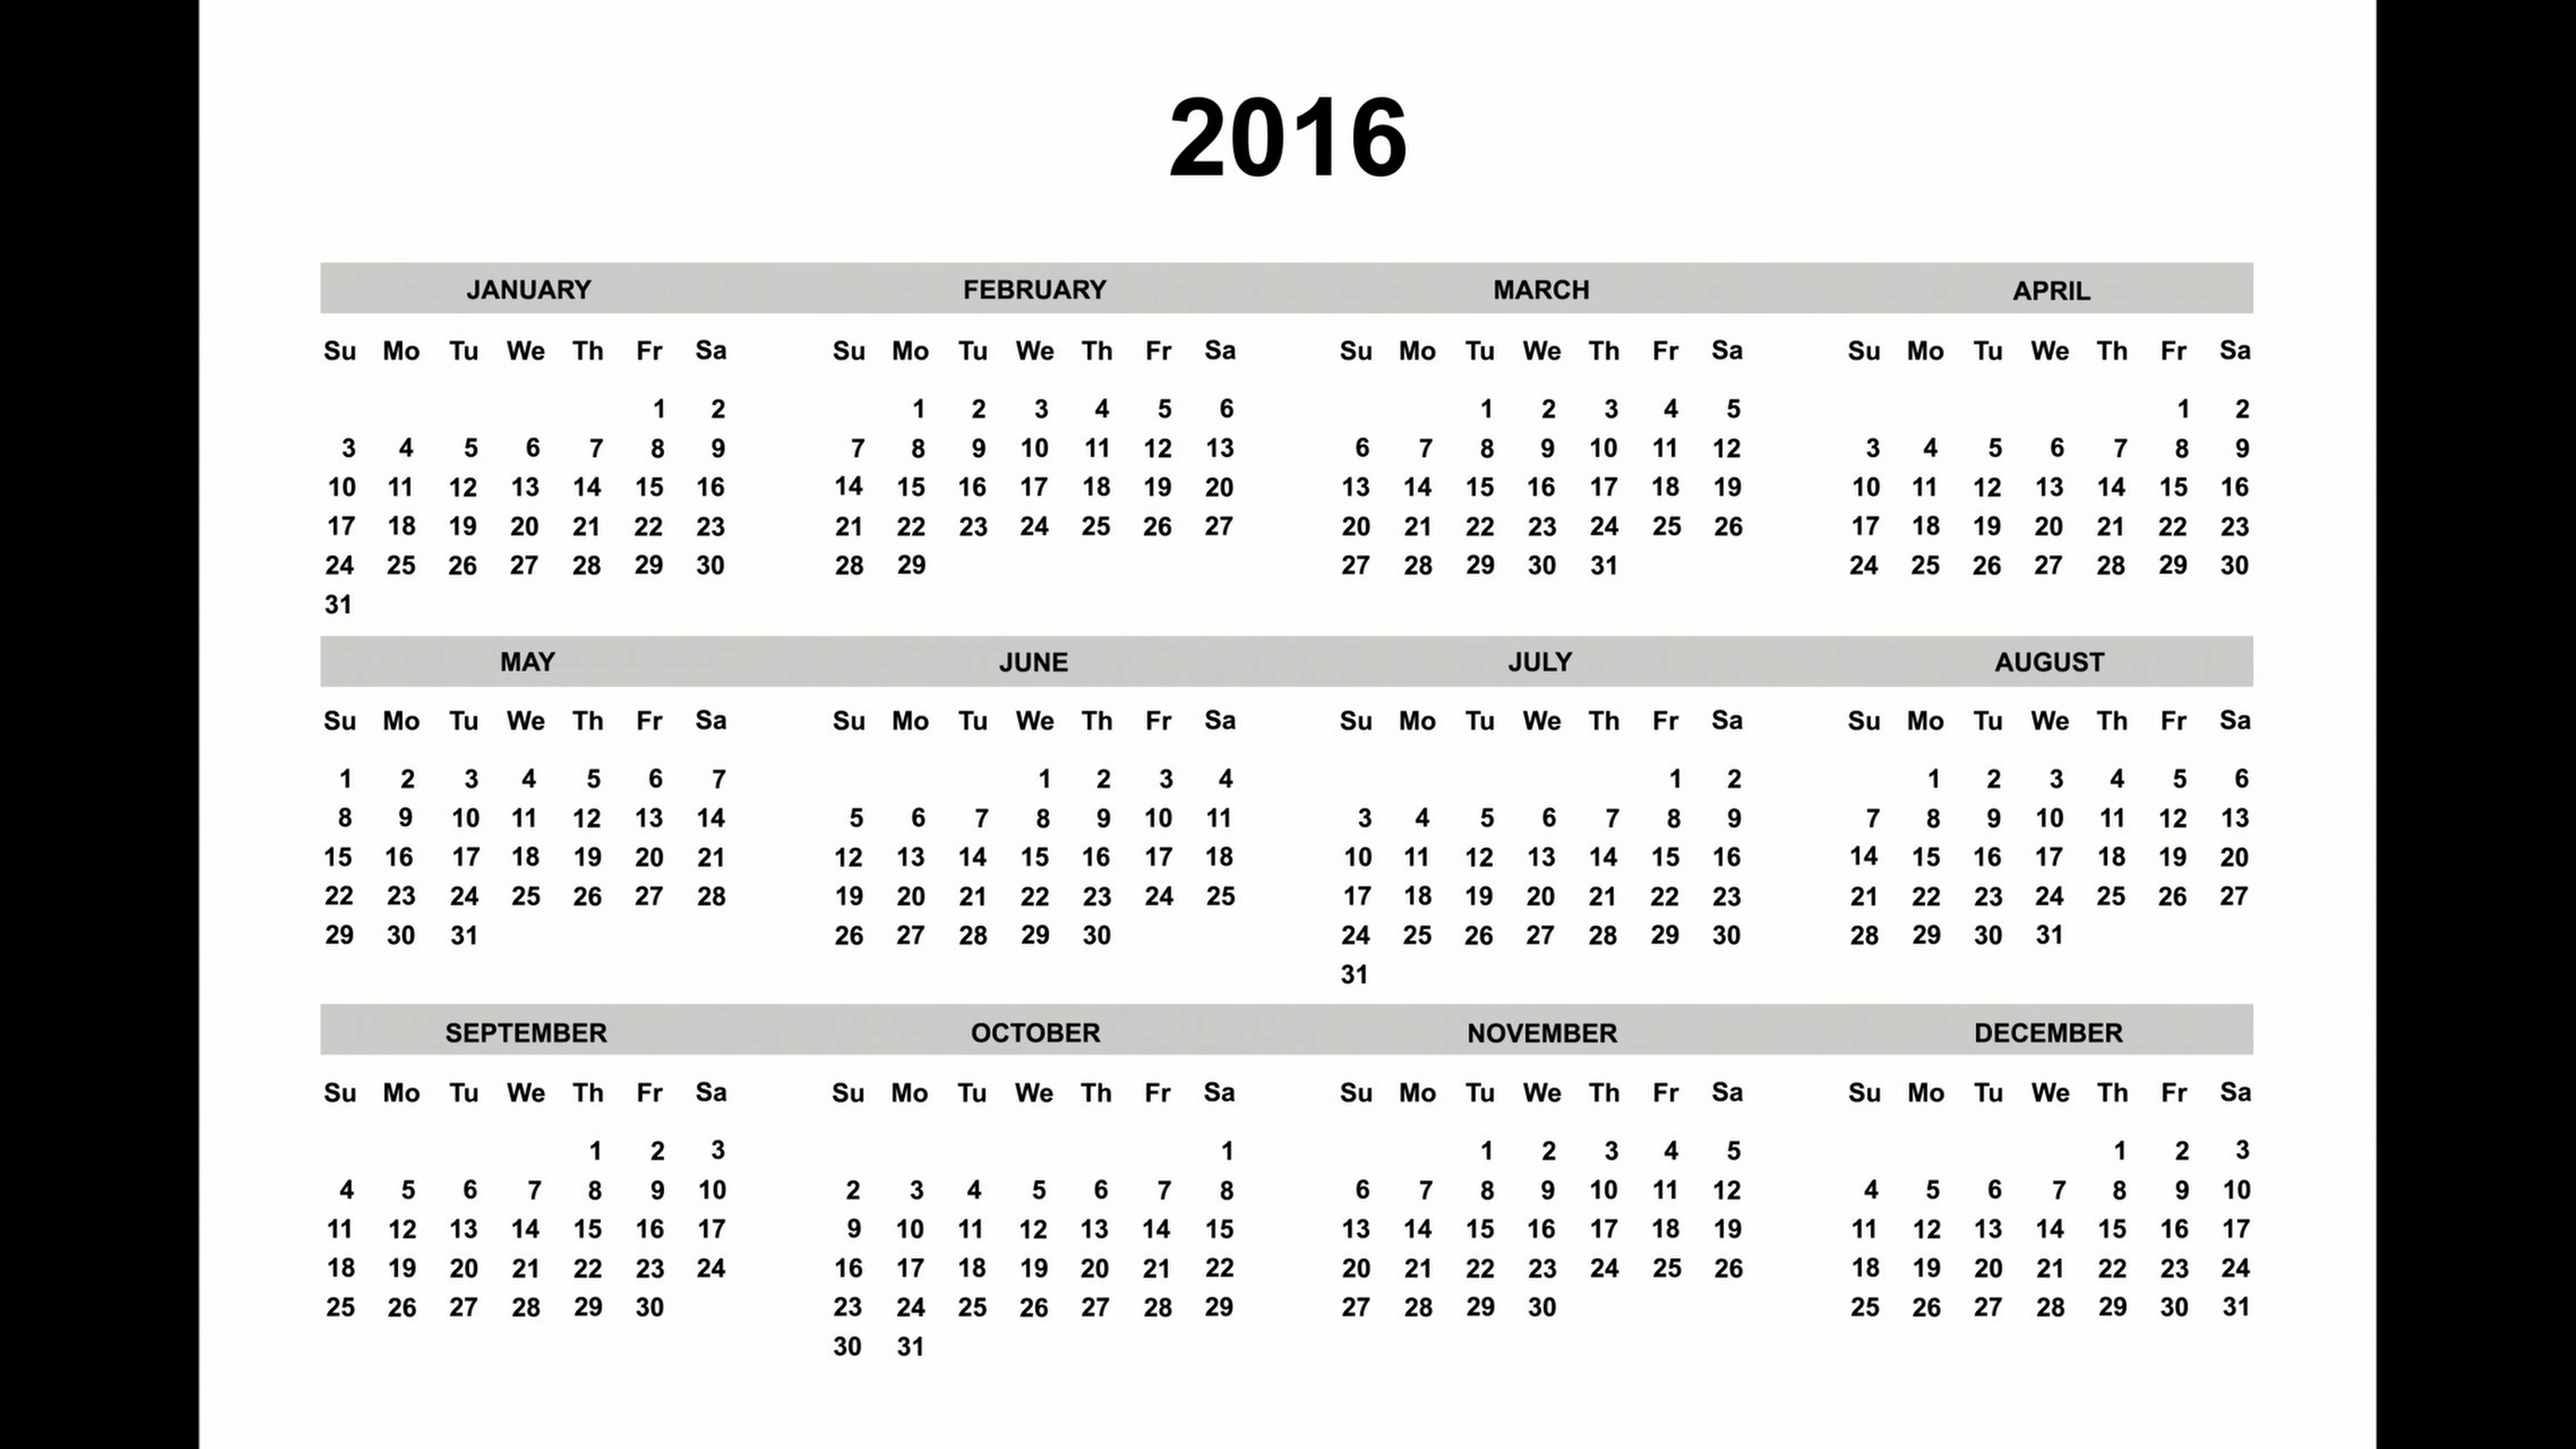 2016
JANUARY FEBRUARY MARCH APRIL
Su Mo Tu We Th Fr Sa Su Mo Tu We Th Fr Sa Su Mo Tu We Th Fr Sa Su Mo Tu We Th Fr Sa
1 2 1 2 3 4 5 6 1 2 3 4 5 1 2
3 4 5 6 7 8 9 7 8 9 10 11 12 13 6 7 8 9 10 11 12 3 4 5 6 7 8 9
10 11 12 13 14 15 16 14 15 16 17 18 19 20 13 14 15 16 17 18 19 10 11 12 13 14 15 16
17 18 19 20 21 22 23 21 22 23 24 25 26 27 20 21 22 23 24 25 26 17 18 19 20 21 22 23
24 25 26 27 28 29 30 28 29 27 28 29 30 31 24 25 26 27 28 29 30
31
MAY JUNE JULY AUGUST
Su Mo Tu We Th Fr Sa Su Mo Tu We Th Fr Sa Su Mo Tu We Th Fr Sa Su Mo Tu We Th Fr Sa
1 2 3 4 5 6 7 1 2 3 4 1 2 1 2 3 4 5 6
8 9 10 11 12 13 14 5 6 7 8 9 10 11 3 4 5 6 7 8 9 7 8 9 10 11 12 13
15 16 17 18 19 20 21 12 13 14 15 16 17 18 10 11 12 13 14 15 16 14 15 16 17 18 19 20
22 23 24 25 26 27 28 19 20 21 22 23 24 25 17 18 19 20 21 22 23 21 22 23 24 25 26 27
29 30 31 26 27 28 29 30 24 25 26 27 28 29 30 28 29 30 31
31
SEPTEMBER OCTOBER NOVEMBER DECEMBER
Su Mo Tu We Th Fr Sa Su Mo Tu We Th Fr Sa Su Mo Tu We Th Fr Sa Su Mo Tu We Th Fr Sa
1 2 3 1 1 2 3 4 5 1 2 3
4 5 6 7 8 9 10 2 3 4 5 6 7 8 6 7 8 9 10 11 12 4 5 6 7 8 9 10
11 12 13 14 15 16 17 9 10 11 12 13 14 15 13 14 15 16 17 18 19 11 12 13 14 15 16 17
18 19 20 21 22 23 24 16 17 18 19 20 21 22 20 21 22 23 24 25 26 18 19 20 21 22 23 24
25 26 27 28 29 30 23 24 25 26 27 28 29 27 28 29 30 25 26 27 28 29 30 31
30 31